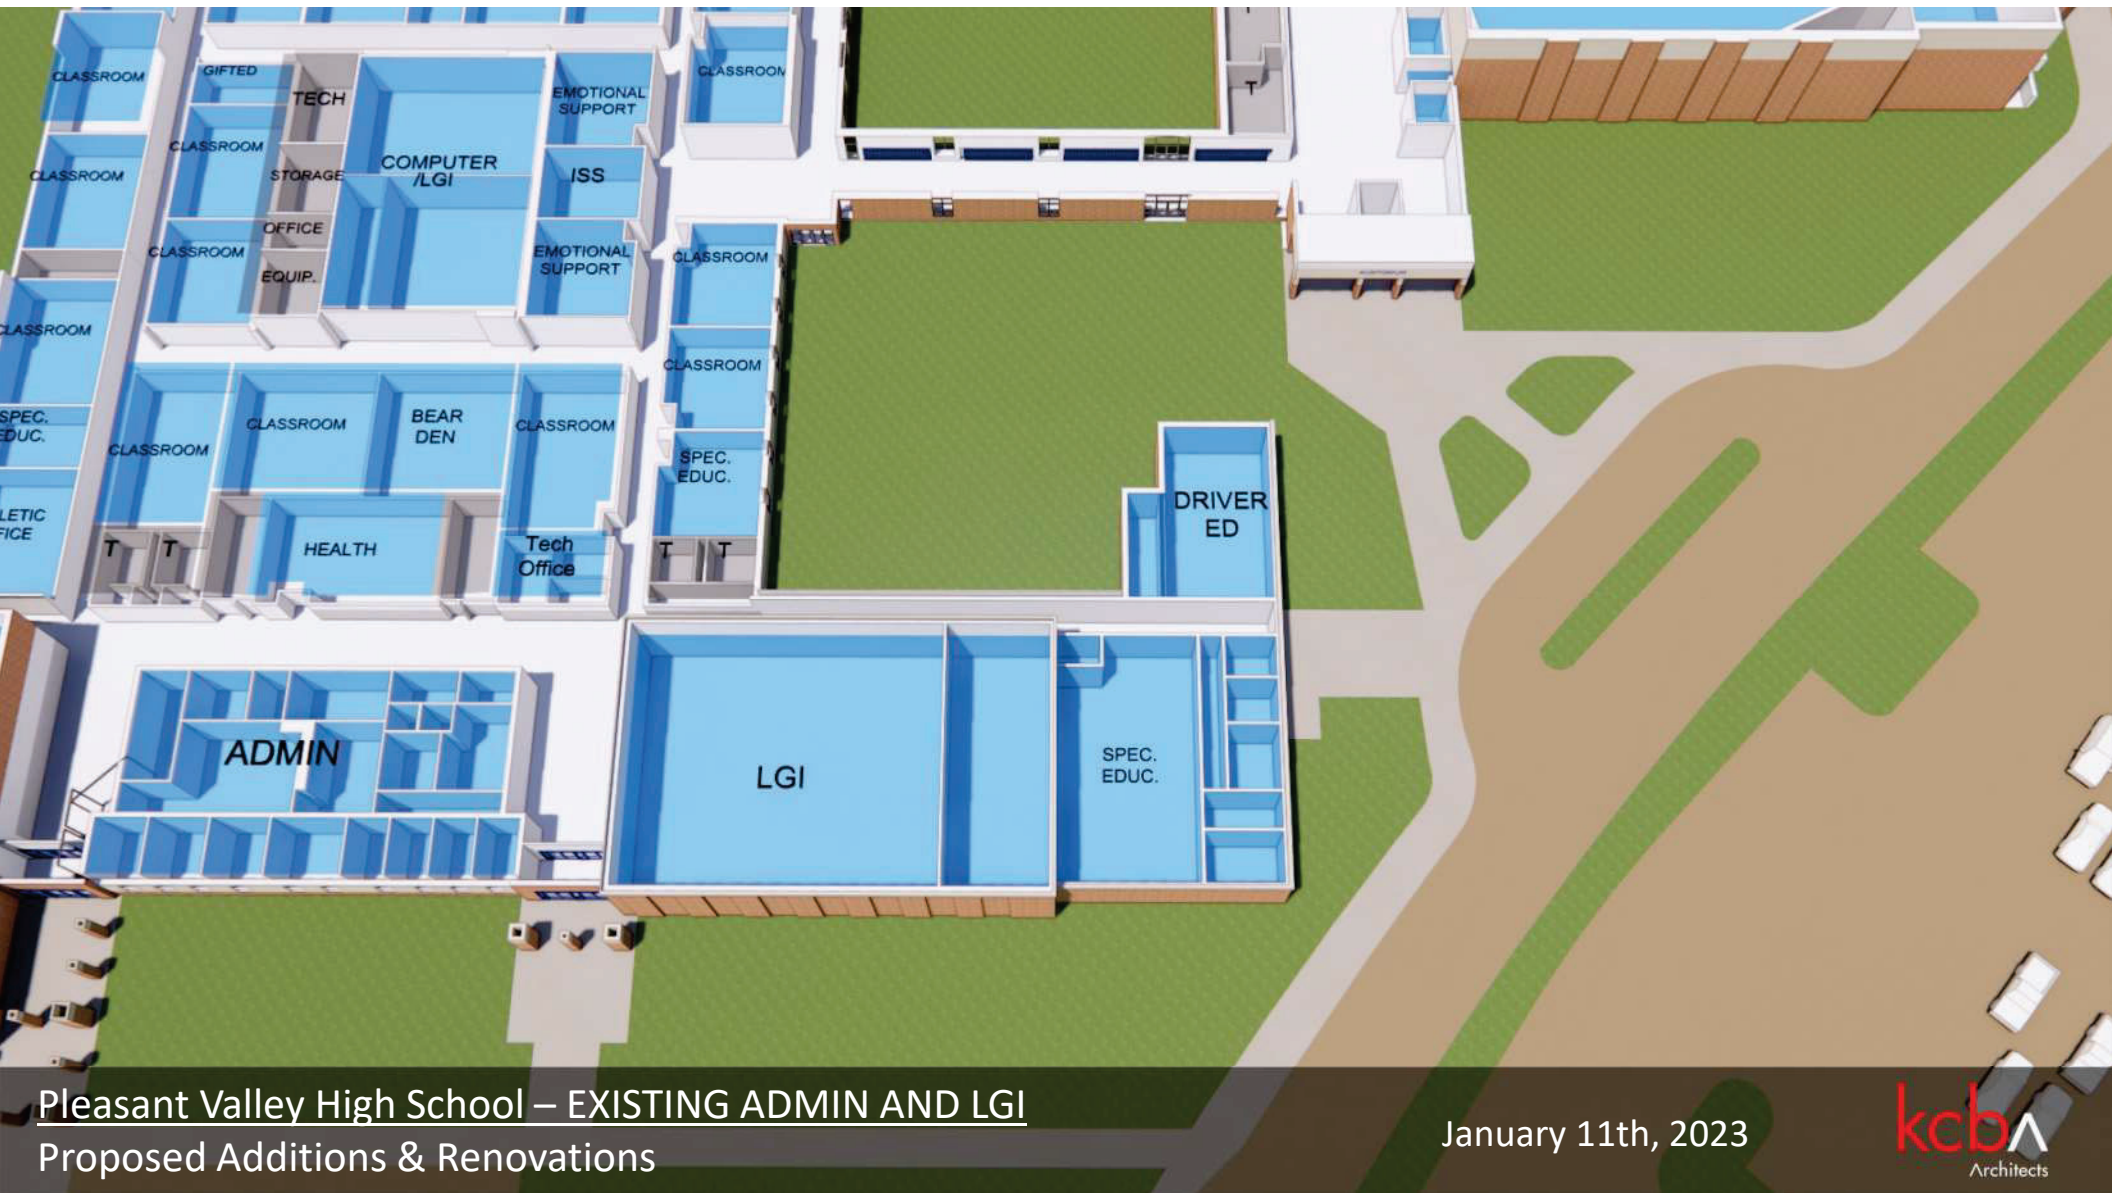 CLASSROOM
GIFTED
TECH
EMOTIONAL
SUPPORT
CLASSROOM
T
CLASSROOM
COMPUTER
/LGI
CLASSROOM
STORAGE
ISS
OFFICE
CLASSROOM
EQUIP.
EMOTIONAL
SUPPORT
CLASSROOM
CLASSROOM
CLASSROOM
SPEC.
EDUC.
CLASSROOM
CLASSROOM
BEAR
DEN
CLASSROOM
SPEC.
EDUC.
DRIVER
ED
LETIC
FICE
T
T
HEALTH
Tech
Office
T
T
ADMIN
LGI
SPEC.
EDUC.
Pleasant Valley High School – EXISTING ADMIN AND LGI
Proposed Additions & Renovations
January 11th, 2023
kcba
Architects